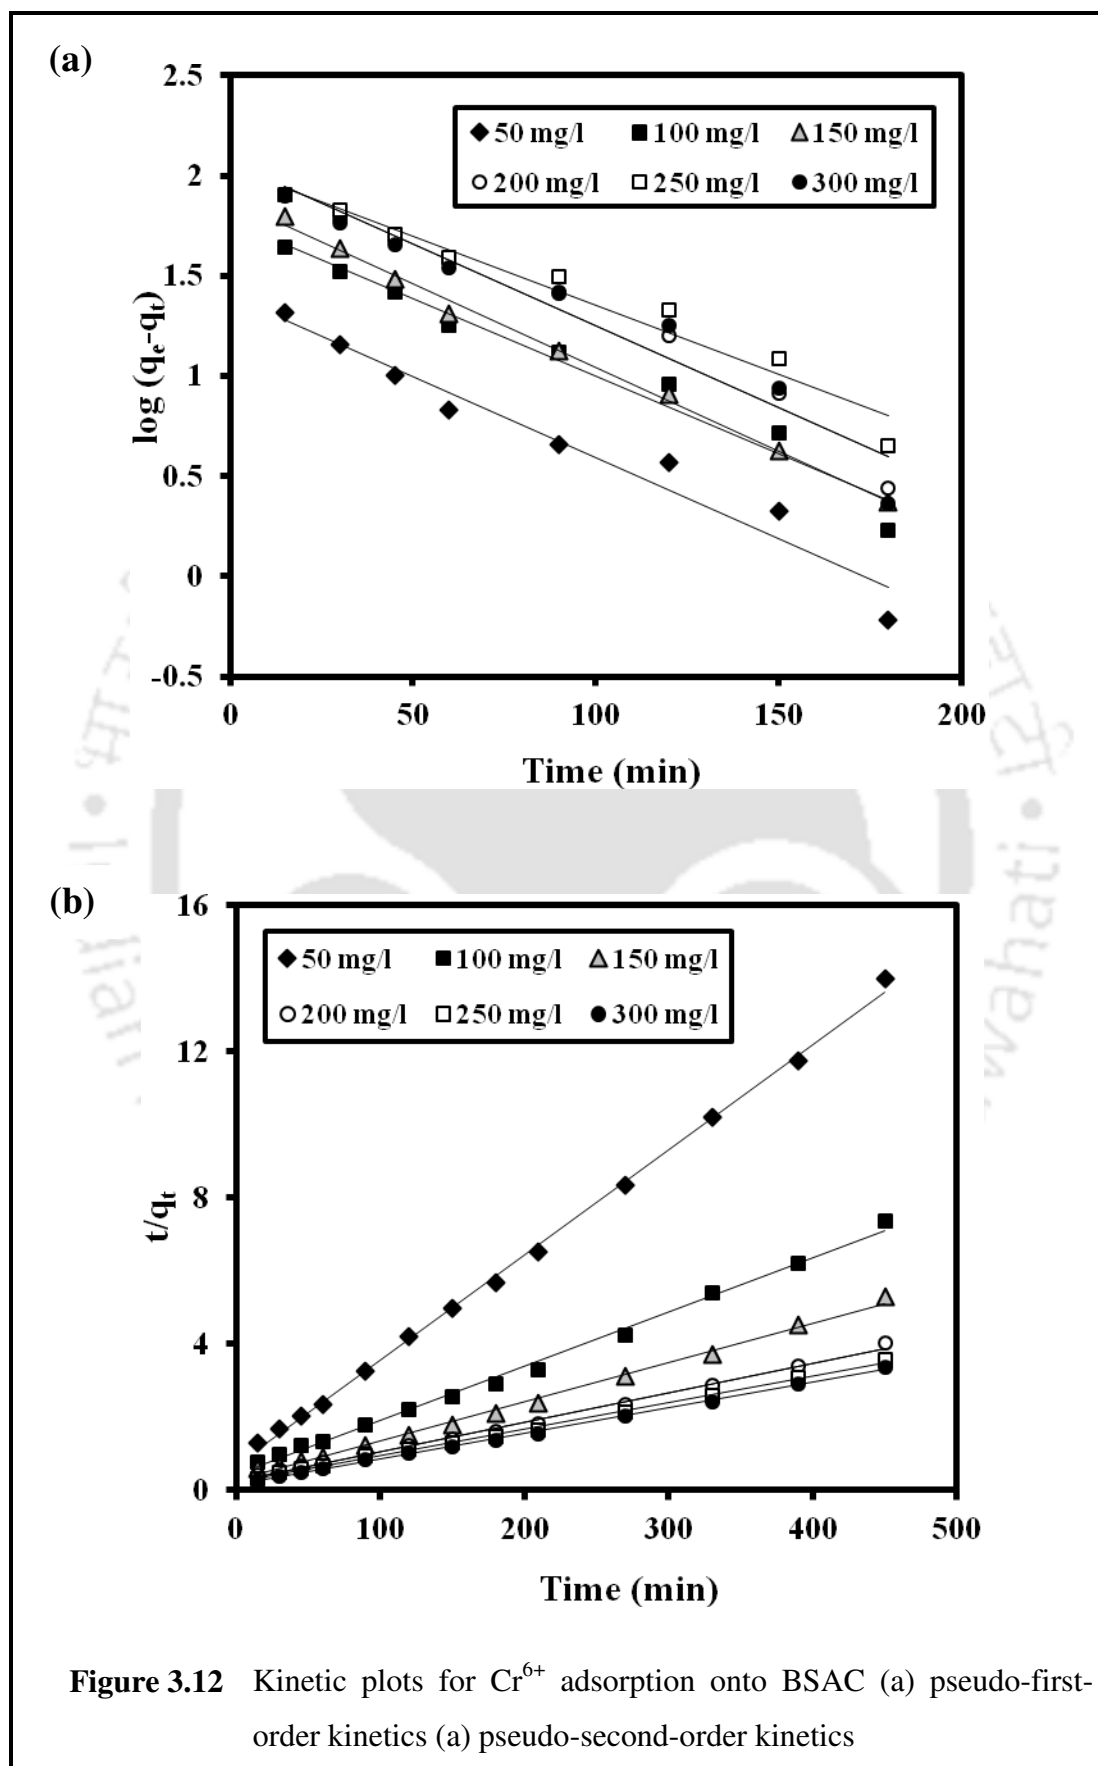 (a)
2.5
2
1.5
1
0.5
0
-0.5
log (qₑ-qₜ)
50 mg/l 100 mg/l 150 mg/l
200 mg/l 250 mg/l 300 mg/l
0 50 100 150 200
Time (min)
(b)
16
12
8
4
0
t/qₜ
50 mg/l 100 mg/l 150 mg/l
200 mg/l 250 mg/l 300 mg/l
0 100 200 300 400 500
Time (min)
Figure 3.12 Kinetic plots for Cr⁶⁺ adsorption onto BSAC (a) pseudo-first-
order kinetics (a) pseudo-second-order kinetics